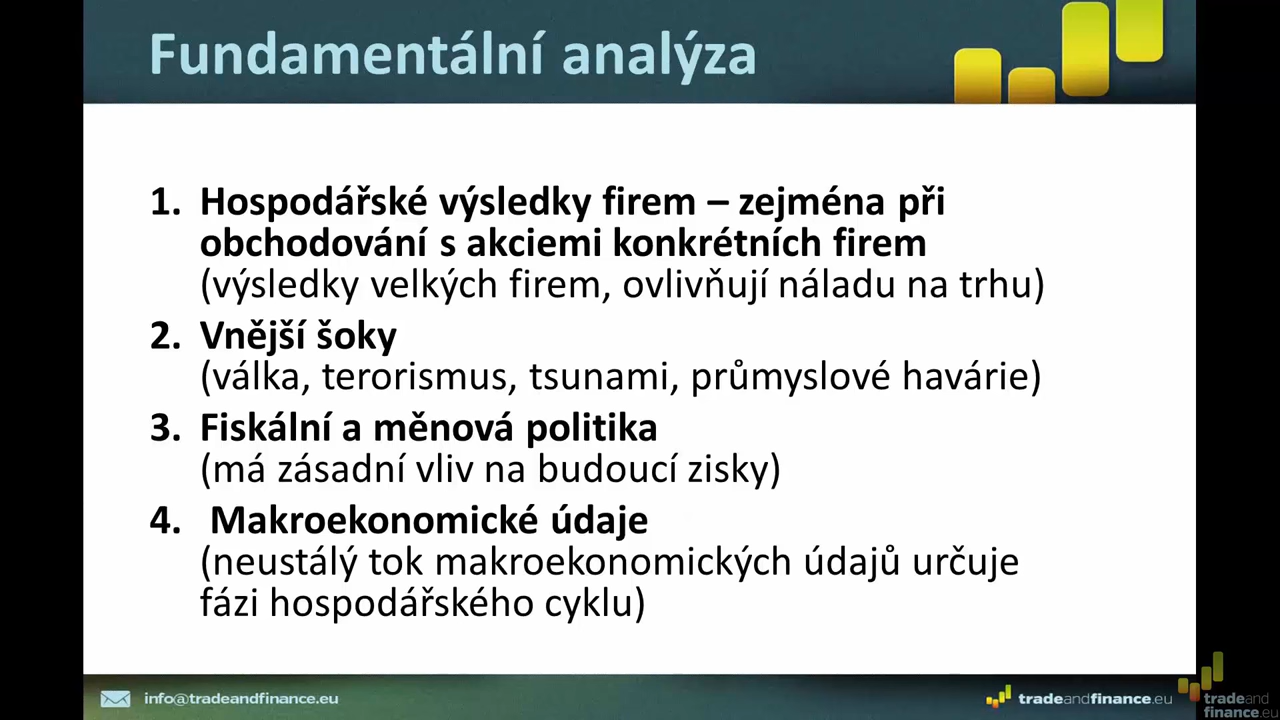 Fundamentální analýza
1. Hospodářské výsledky firem – zejména při
obchodování s akciemi konkrétních firem
(výsledky velkých firem, ovlivňují náladu na trhu)
2. Vnější šoky
(válka, terorismus, tsunami, průmyslové havárie)
3. Fiskální a měnová politika
(má zásadní vliv na budoucí zisky)
4. Makroekonomické údaje
(neustálý tok makroekonomických údajů určuje
fázi hospodářského cyklu)
info@tradeandfinance.eu
tradeandfinance.eu
tradeand
finance.eu